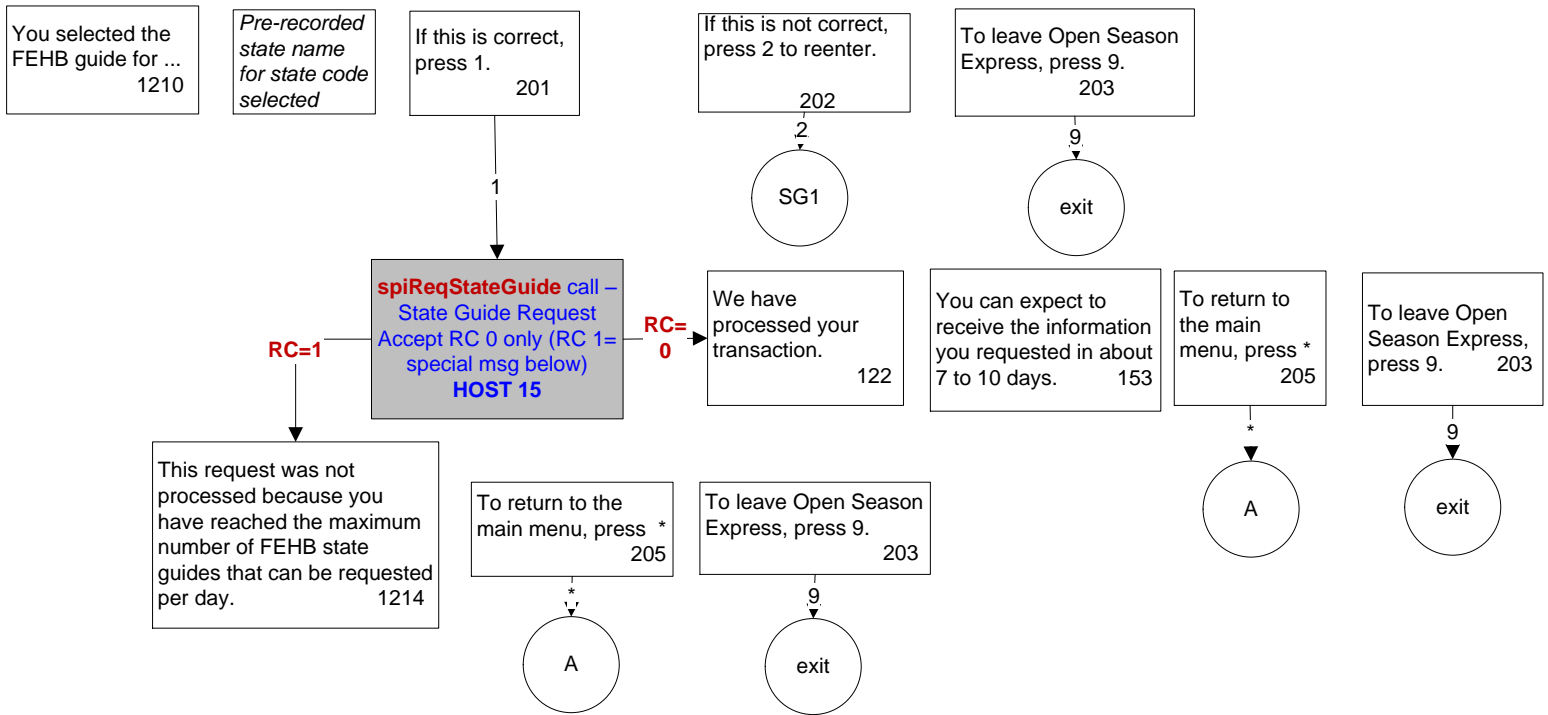 You selected the
FEHB guide for ...
1210
Pre-recorded
state name
for state code
selected
If this is correct,
press 1.
201
If this is not correct,
press 2 to reenter.
202
To leave Open Season
Express, press 9.
203
1
2
SG1
9
exit
spiReqStateGuide call –
State Guide Request
Accept RC 0 only (RC 1=
special msg below)
HOST 15
RC=1
RC=
0
We have
processed your
transaction.
122
You can expect to
receive the information
you requested in about
7 to 10 days. 153
To return to
the main
menu, press *
205
To leave Open
Season Express,
press 9. 203
*
A
9
exit
This request was not
processed because you
have reached the maximum
number of FEHB state
guides that can be requested
per day. 1214
To return to the
main menu, press *
205
To leave Open Season
Express, press 9.
203
*
A
9
exit